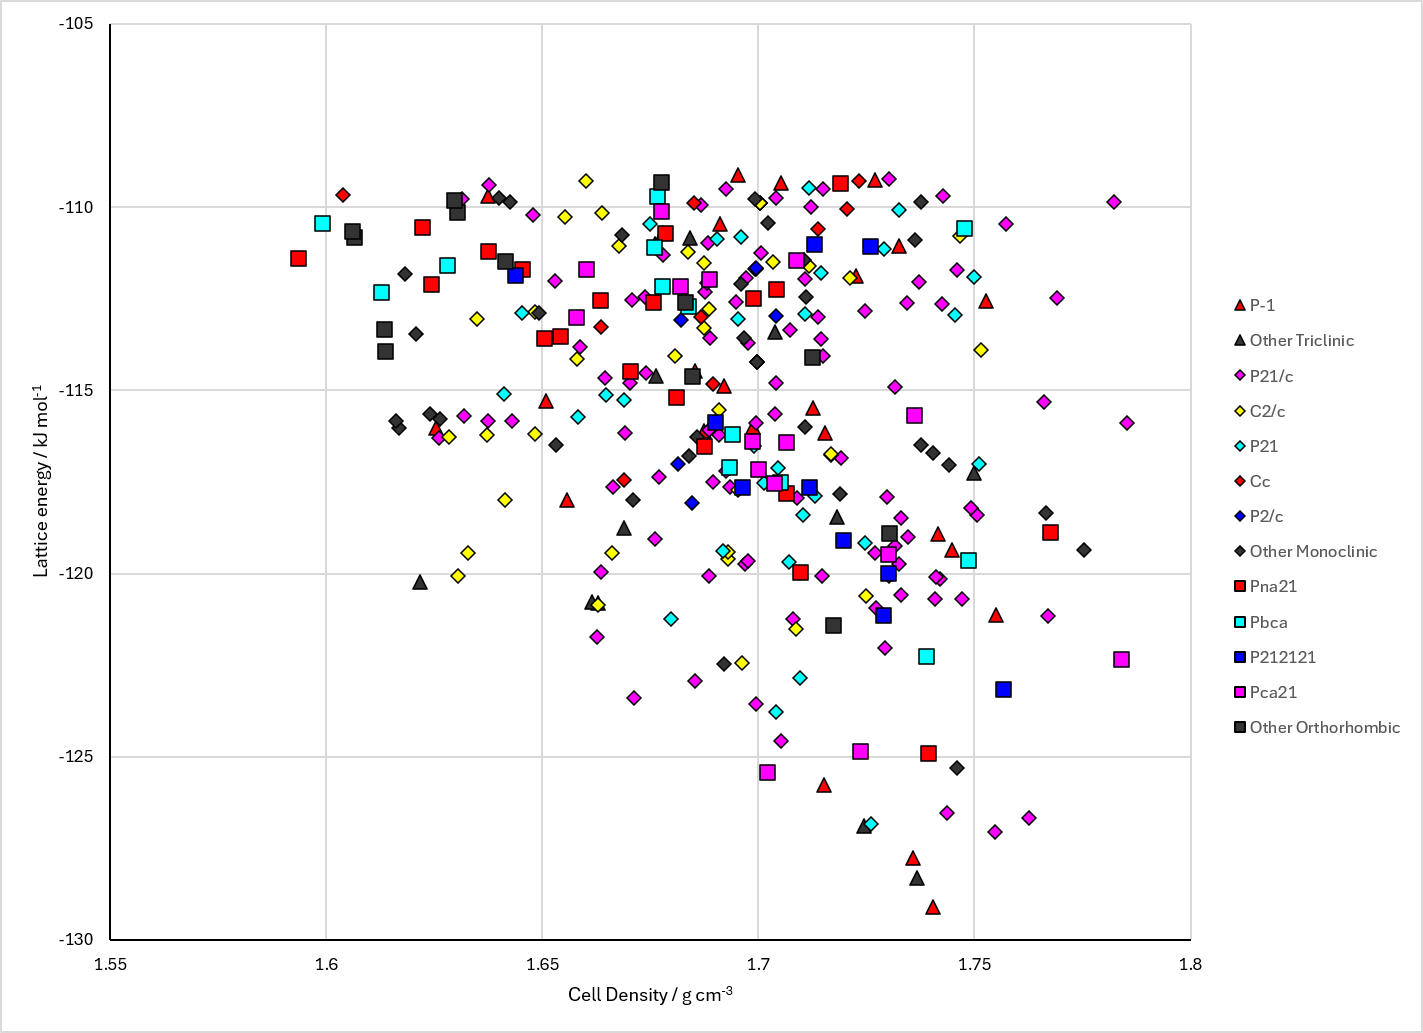 -105
-110
-115
-120
-125
-130
Lattice energy / kJ mol⁻¹
1.55 1.6 1.65 1.7 1.75 1.8
Cell Density / g cm⁻³
P-1
Other Triclinic
P21/c
C2/c
P21
Cc
P2/c
Other Monoclinic
Pna21
Pbca
P212121
Pca21
Other Orthorhombic